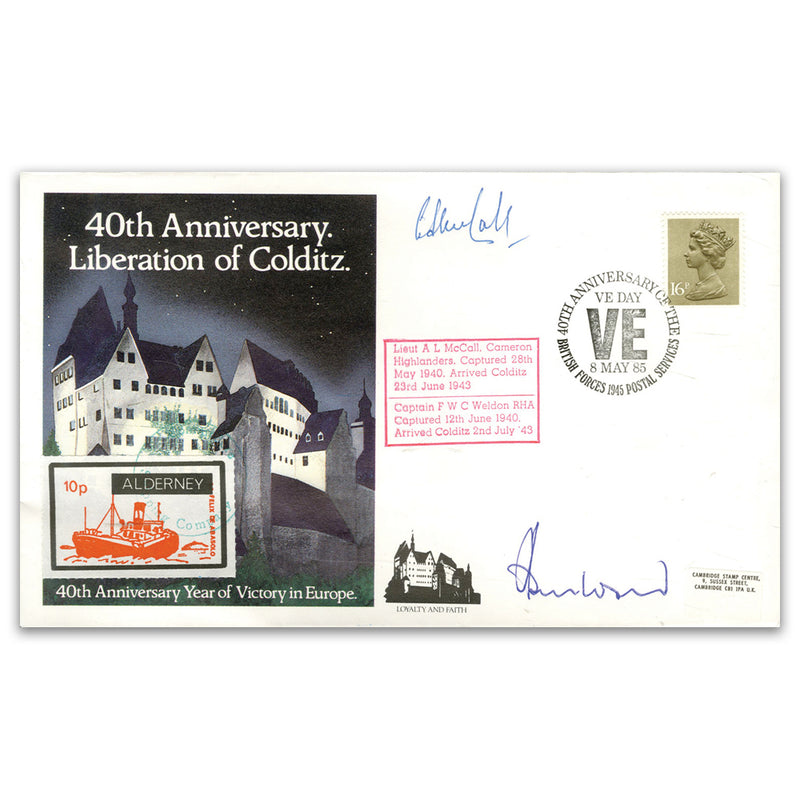 40th Anniversary.
Liberation of Colditz.
16P
40TH ANNIVERSARY OF THE
VE DAY
VE
8 MAY 85
BRITISH FORCES 1945 POSTAL SERVICES
Lieut A L McCall. Cameron
Highlanders. Captured 28th
May 1940. Arrived Colditz
23rd June 1943
Captain F W C Weldon RHA
Captured 12th June 1940.
Arrived Colditz 2nd July '43
10p
ALDERNEY
FELIX DE ABASOLO
40th Anniversary Year of Victory in Europe.
LOYALTY AND FAITH
CAMBRIDGE STAMP CENTRE,
9, SUSSEX STREET,
CAMBRIDGE CB1 1PA U.K.